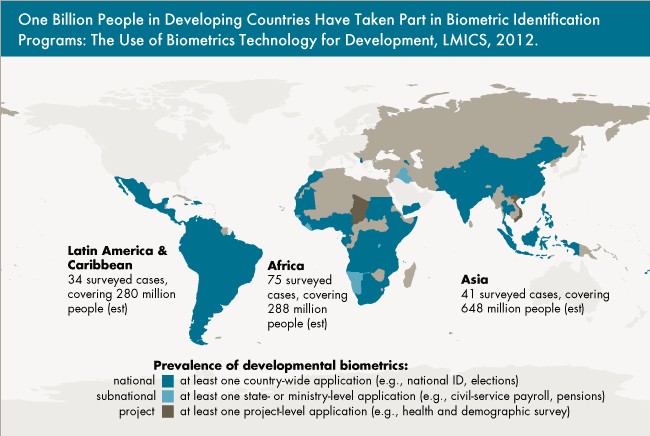 One Billion People in Developing Countries Have Taken Part in Biometric Identification
Programs: The Use of Biometrics Technology for Development, LMICS, 2012.
Latin America &
Caribbean
34 surveyed cases,
covering 280 million
people (est)
Africa
75 surveyed
cases, covering
288 million
people (est)
Asia
41 surveyed cases, covering
648 million people (est)
Prevalence of developmental biometrics:
national at least one country-wide application (e.g., national ID, elections)
subnational at least one state- or ministry-level application (e.g., civil-service payroll, pensions)
project at least one project-level application (e.g., health and demographic survey)